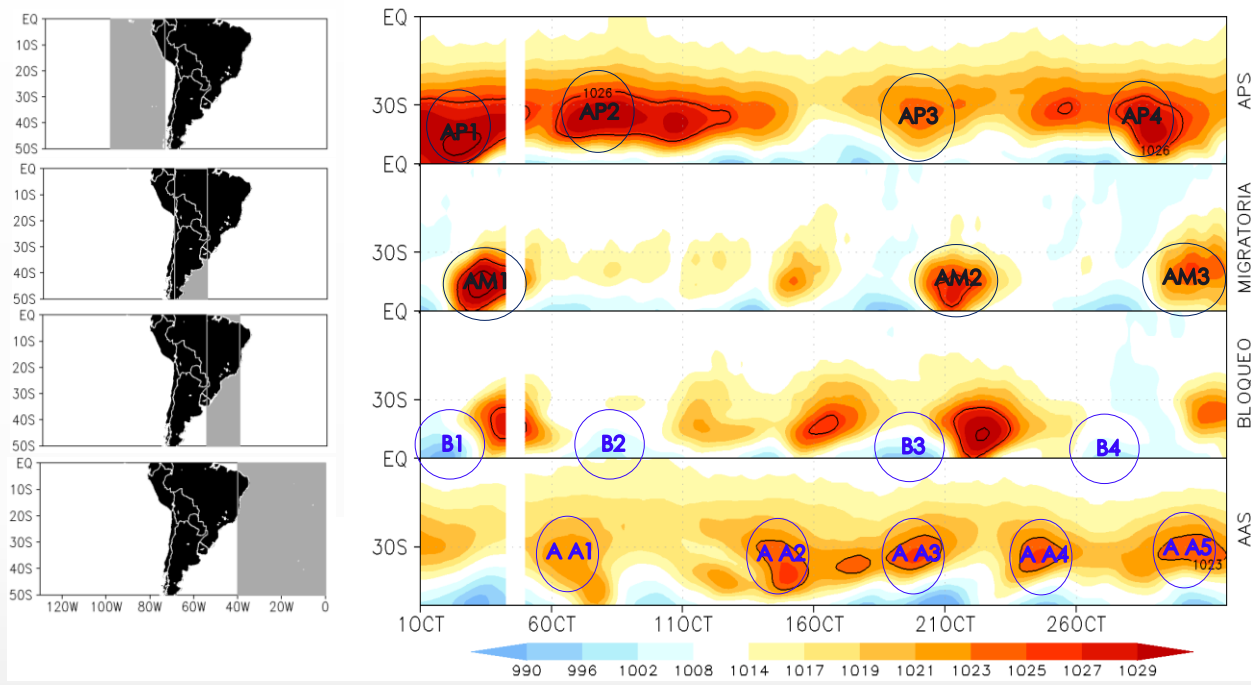 EQ
10S
20S
30S
40S
50S
EQ
10S
20S
30S
40S
50S
EQ
10S
20S
30S
40S
50S
EQ
10S
20S
30S
40S
50S
120W 100W 80W 60W 40W 20W 0
EQ
30S
EQ
30S
EQ
30S
EQ
30S
1026
AP1 AP2 AP3 AP4
1026
APS
AM1 AM2 AM3
MIGRATORIA
B1 B2 B3 B4
BLOQUEO
A A1 A A2 A A3 A A4 A A5
1023
AAS
1OCT 6OCT 11OCT 16OCT 21OCT 26OCT
990 996 1002 1008 1014 1017 1019 1021 1023 1025 1027 1029